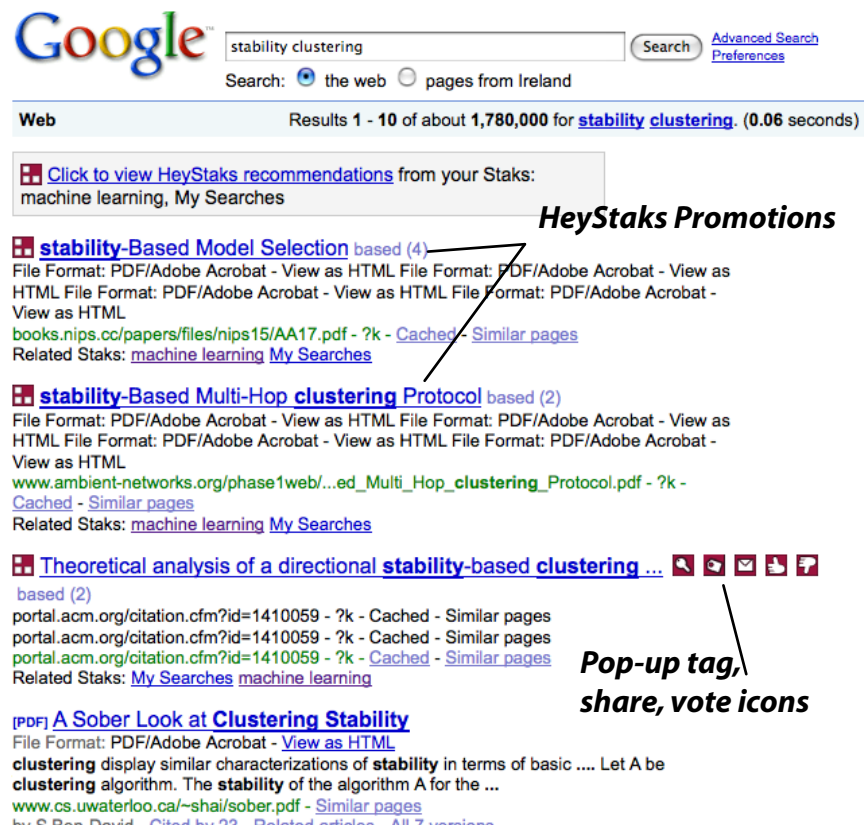 Google™
stability clustering
Search
Advanced Search
Preferences
Search: the web pages from Ireland
Web Results 1 - 10 of about 1,780,000 for stability clustering. (0.06 seconds)
Click to view HeyStaks recommendations from your Staks:
machine learning, My Searches
HeyStaks Promotions
stability-Based Model Selection based (4)
File Format: PDF/Adobe Acrobat - View as HTML File Format: PDF/Adobe Acrobat - View as
HTML File Format: PDF/Adobe Acrobat - View as HTML File Format: PDF/Adobe Acrobat -
View as HTML
books.nips.cc/papers/files/nips15/AA17.pdf - ?k - Cached - Similar pages
Related Staks: machine learning My Searches
stability-Based Multi-Hop clustering Protocol based (2)
File Format: PDF/Adobe Acrobat - View as HTML File Format: PDF/Adobe Acrobat - View as
HTML File Format: PDF/Adobe Acrobat - View as HTML File Format: PDF/Adobe Acrobat -
View as HTML
www.ambient-networks.org/phase1web/...ed_Multi_Hop_clustering_Protocol.pdf - ?k -
Cached - Similar pages
Related Staks: machine learning My Searches
Theoretical analysis of a directional stability-based clustering ...
based (2)
portal.acm.org/citation.cfm?id=1410059 - ?k - Cached - Similar pages
portal.acm.org/citation.cfm?id=1410059 - ?k - Cached - Similar pages
portal.acm.org/citation.cfm?id=1410059 - ?k - Cached - Similar pages
Related Staks: My Searches machine learning
Pop-up tag,
share, vote icons
[PDF] A Sober Look at Clustering Stability
File Format: PDF/Adobe Acrobat - View as HTML
clustering display similar characterizations of stability in terms of basic .... Let A be
clustering algorithm. The stability of the algorithm A for the ...
www.cs.uwaterloo.ca/~shai/sober.pdf - Similar pages
by S Ben-David - Cited by 23 - Related articles - All 7 versions